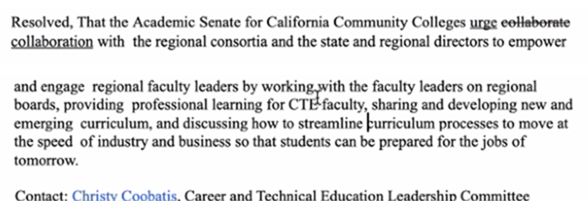 Resolved, That the Academic Senate for California Community Colleges urge collaborate
collaboration with the regional consortia and the state and regional directors to empower
and engage regional faculty leaders by working with the faculty leaders on regional
boards, providing professional learning for CTE faculty, sharing and developing new and
emerging curriculum, and discussing how to streamline curriculum processes to move at
the speed of industry and business so that students can be prepared for the jobs of
tomorrow.
Contact: Christy Coobatis, Career and Technical Education Leadership Committee